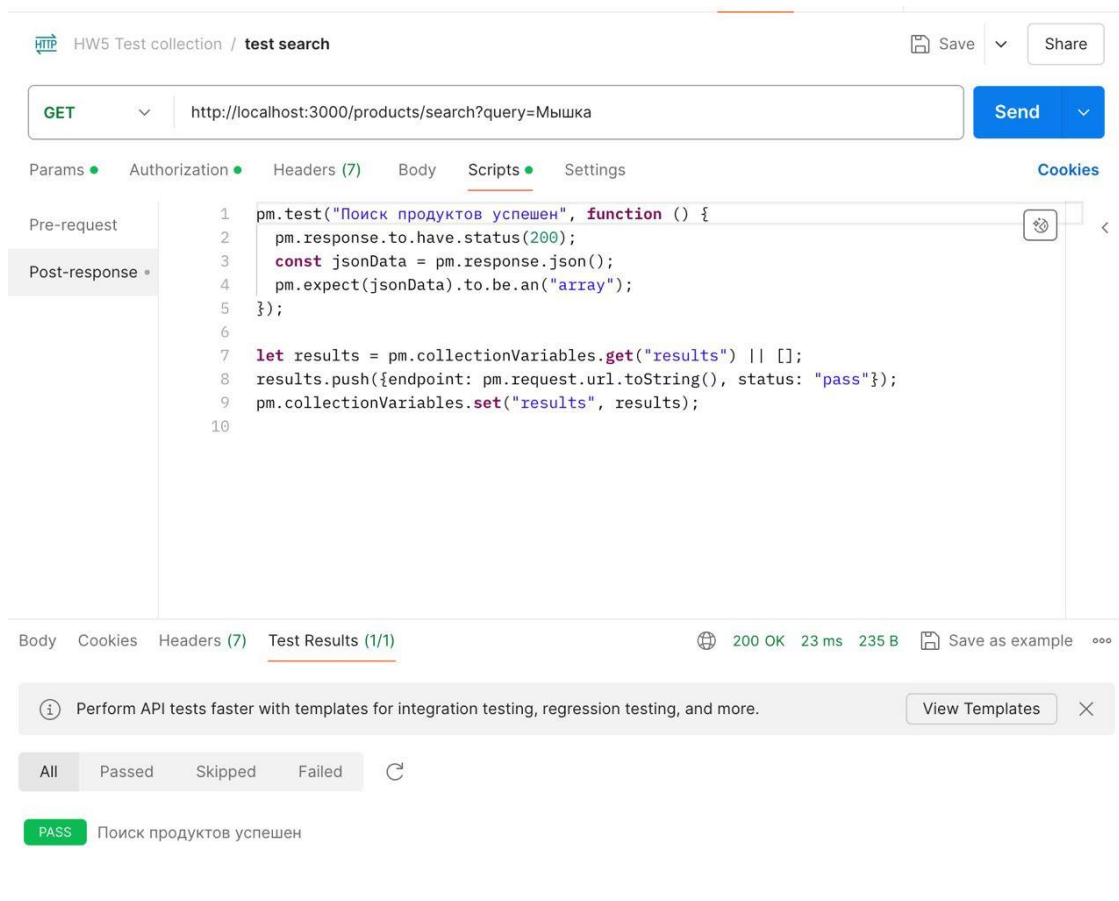 HTTP HW5 Test collection / test search Save Share
GET http://localhost:3000/products/search?query=Мышка Send
Params Authorization Headers (7) Body Scripts Settings Cookies
Pre-request
Post-response
1 pm.test("Поиск продуктов успешен", function () {
2 pm.response.to.have.status(200);
3 const jsonData = pm.response.json();
4 pm.expect(jsonData).to.be.an("array");
5 });
6
7 let results = pm.collectionVariables.get("results") || [];
8 results.push({endpoint: pm.request.url.toString(), status: "pass"});
9 pm.collectionVariables.set("results", results);
10
Body Cookies Headers (7) Test Results (1/1) 200 OK 23 ms 235 B Save as example
Perform API tests faster with templates for integration testing, regression testing, and more. View Templates
All Passed Skipped Failed
PASS Поиск продуктов успешен